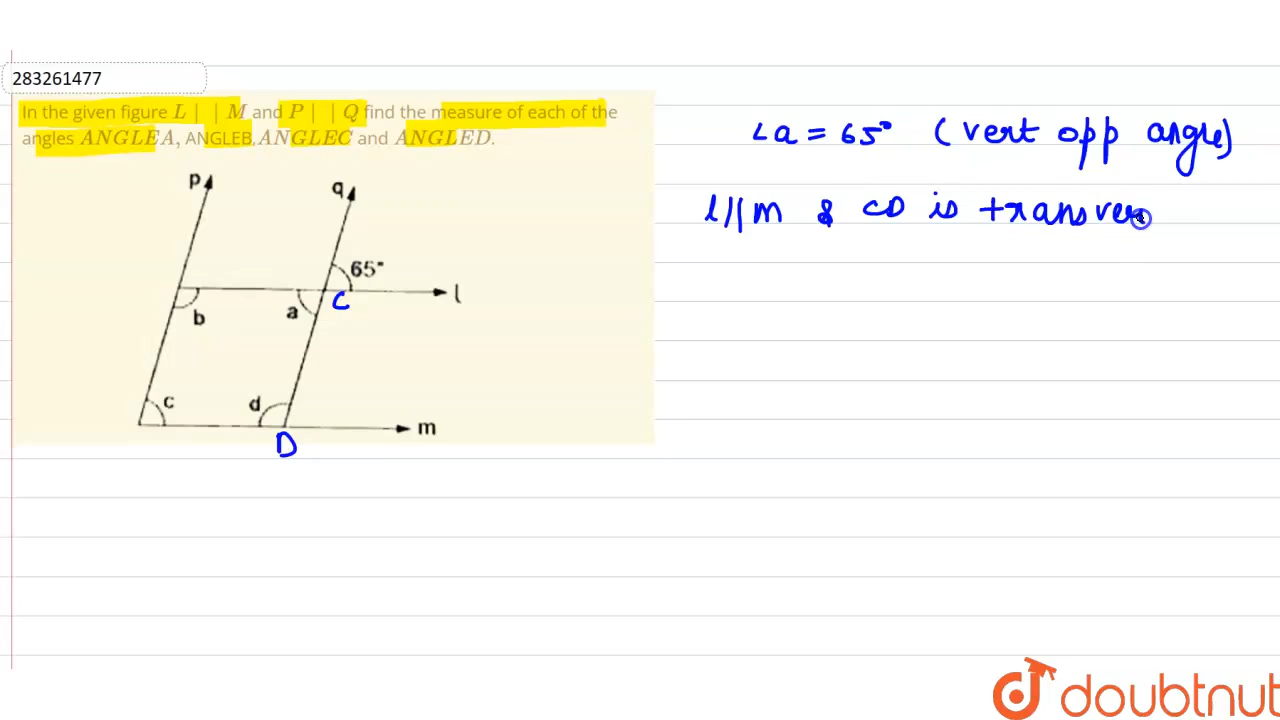 283261477
In the given figure L | | M and P | | Q find the measure of each of the
angles ANGLEA, ANGLEB, ANGLEC and ANGLED.
∠a = 65° (vert opp angle)
l || m & CD is transver
p
q
65°
l
C
b
a
c
d
m
D
doubtnut